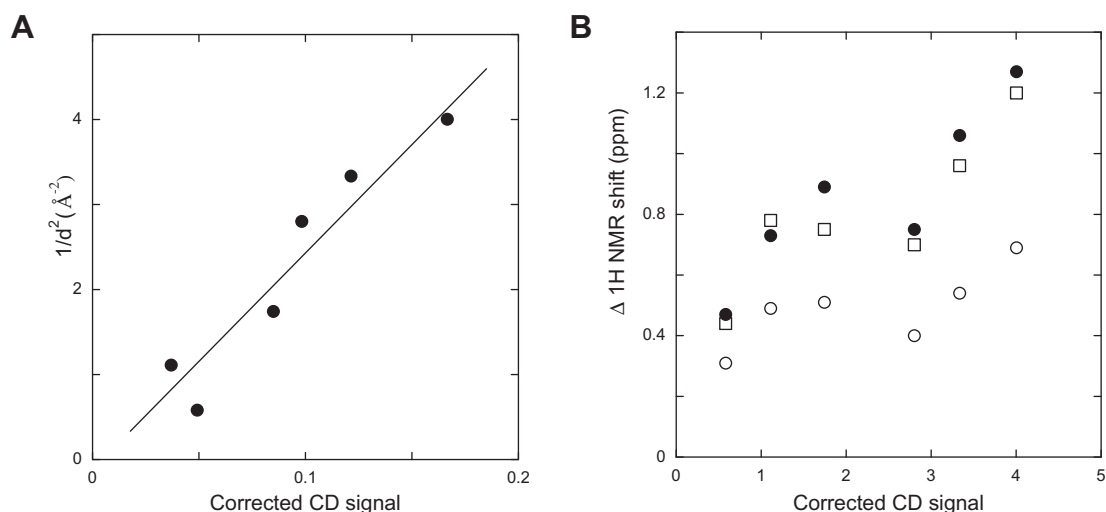 A
4
2
0
1/d2( Å-2)
0
0.1
0.2
Corrected CD signal
B
1.2
0.8
0.4
0.0
Δ 1H NMR shift (ppm)
0
1
2
3
4
5
Corrected CD signal